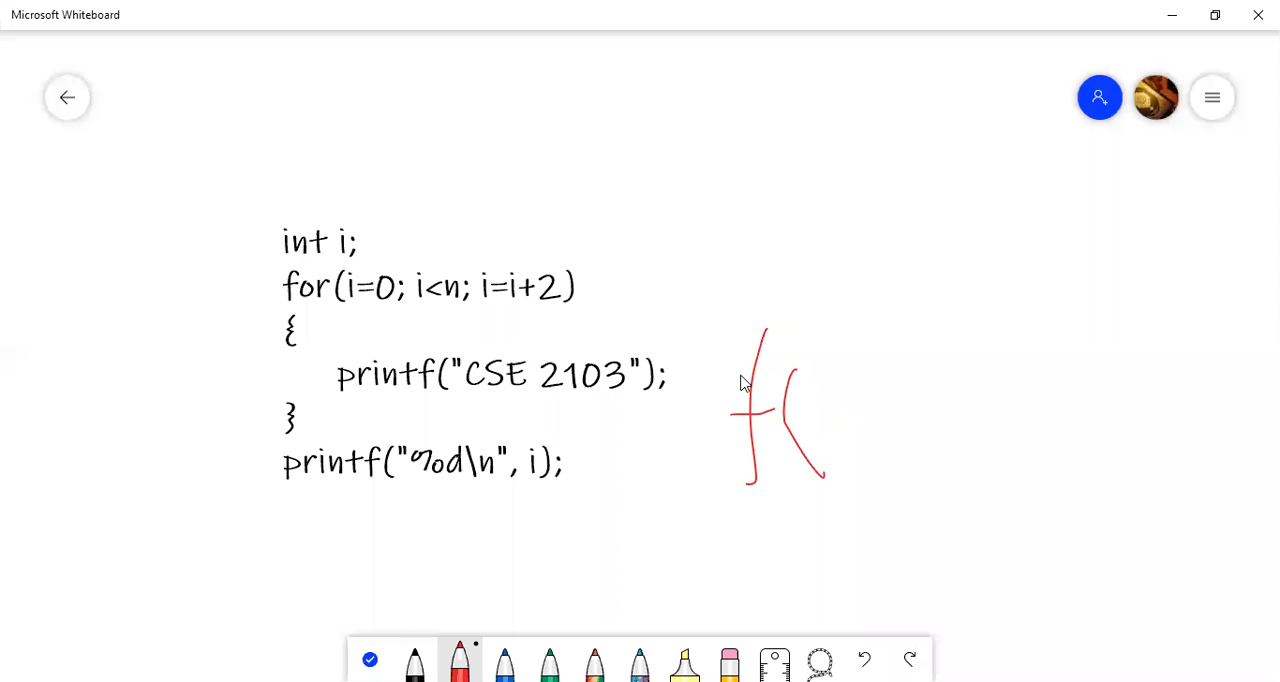 Microsoft Whiteboard
int i;
for(i=0; i<n; i=i+2)
{
printf("CSE 2103");
}
printf("%d\n", i);
f(